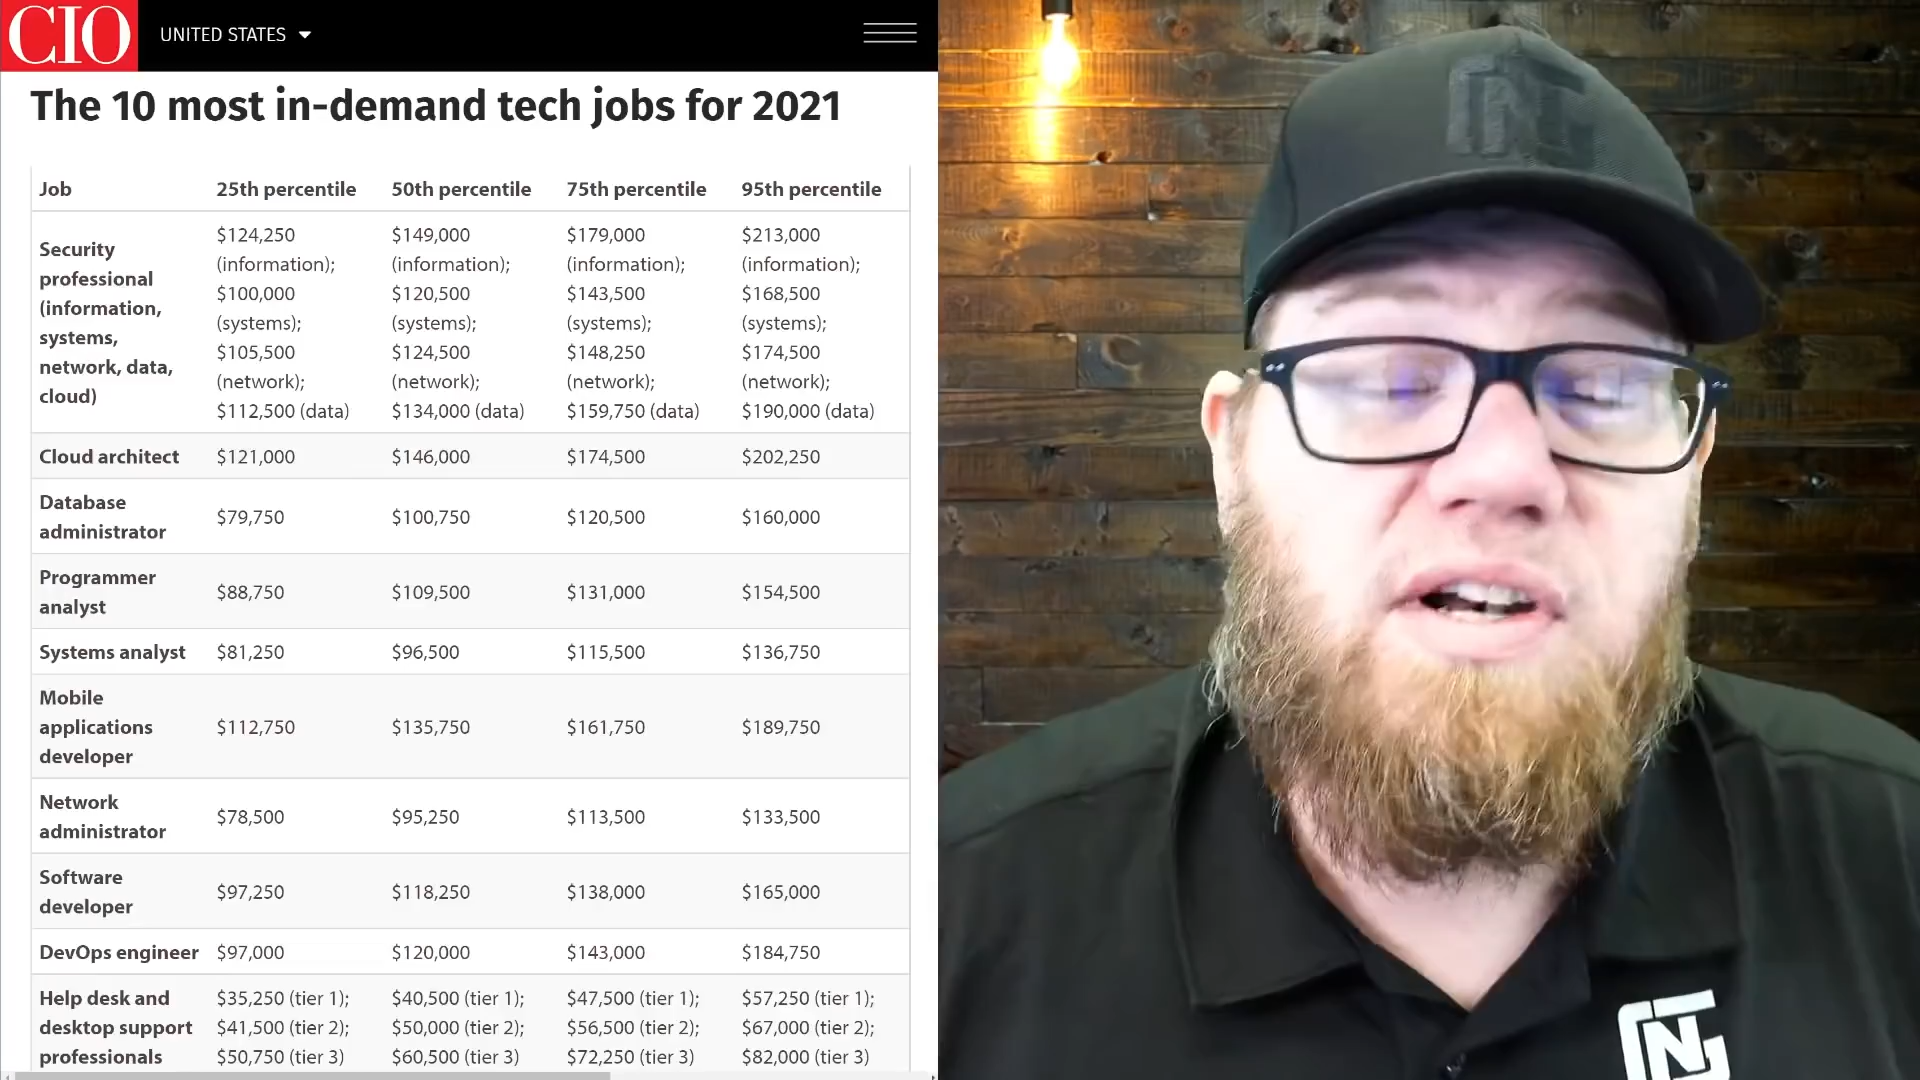 CIO
UNITED STATES
The 10 most in-demand tech jobs for 2021
Job 25th percentile 50th percentile 75th percentile 95th percentile
Security professional (information, systems, network, data, cloud)
$124,250 (information); $100,000 (systems); $105,500 (network); $112,500 (data)
$149,000 (information); $120,500 (systems); $124,500 (network); $134,000 (data)
$179,000 (information); $143,500 (systems); $148,250 (network); $159,750 (data)
$213,000 (information); $168,500 (systems); $174,500 (network); $190,000 (data)
Cloud architect $121,000 $146,000 $174,500 $202,250
Database administrator $79,750 $100,750 $120,500 $160,000
Programmer analyst $88,750 $109,500 $131,000 $154,500
Systems analyst $81,250 $96,500 $115,500 $136,750
Mobile applications developer $112,750 $135,750 $161,750 $189,750
Network administrator $78,500 $95,250 $113,500 $133,500
Software developer $97,250 $118,250 $138,000 $165,000
DevOps engineer $97,000 $120,000 $143,000 $184,750
Help desk and desktop support professionals
$35,250 (tier 1); $41,500 (tier 2); $50,750 (tier 3)
$40,500 (tier 1); $50,000 (tier 2); $60,500 (tier 3)
$47,500 (tier 1); $56,500 (tier 2); $72,250 (tier 3)
$57,250 (tier 1); $67,000 (tier 2); $82,000 (tier 3)